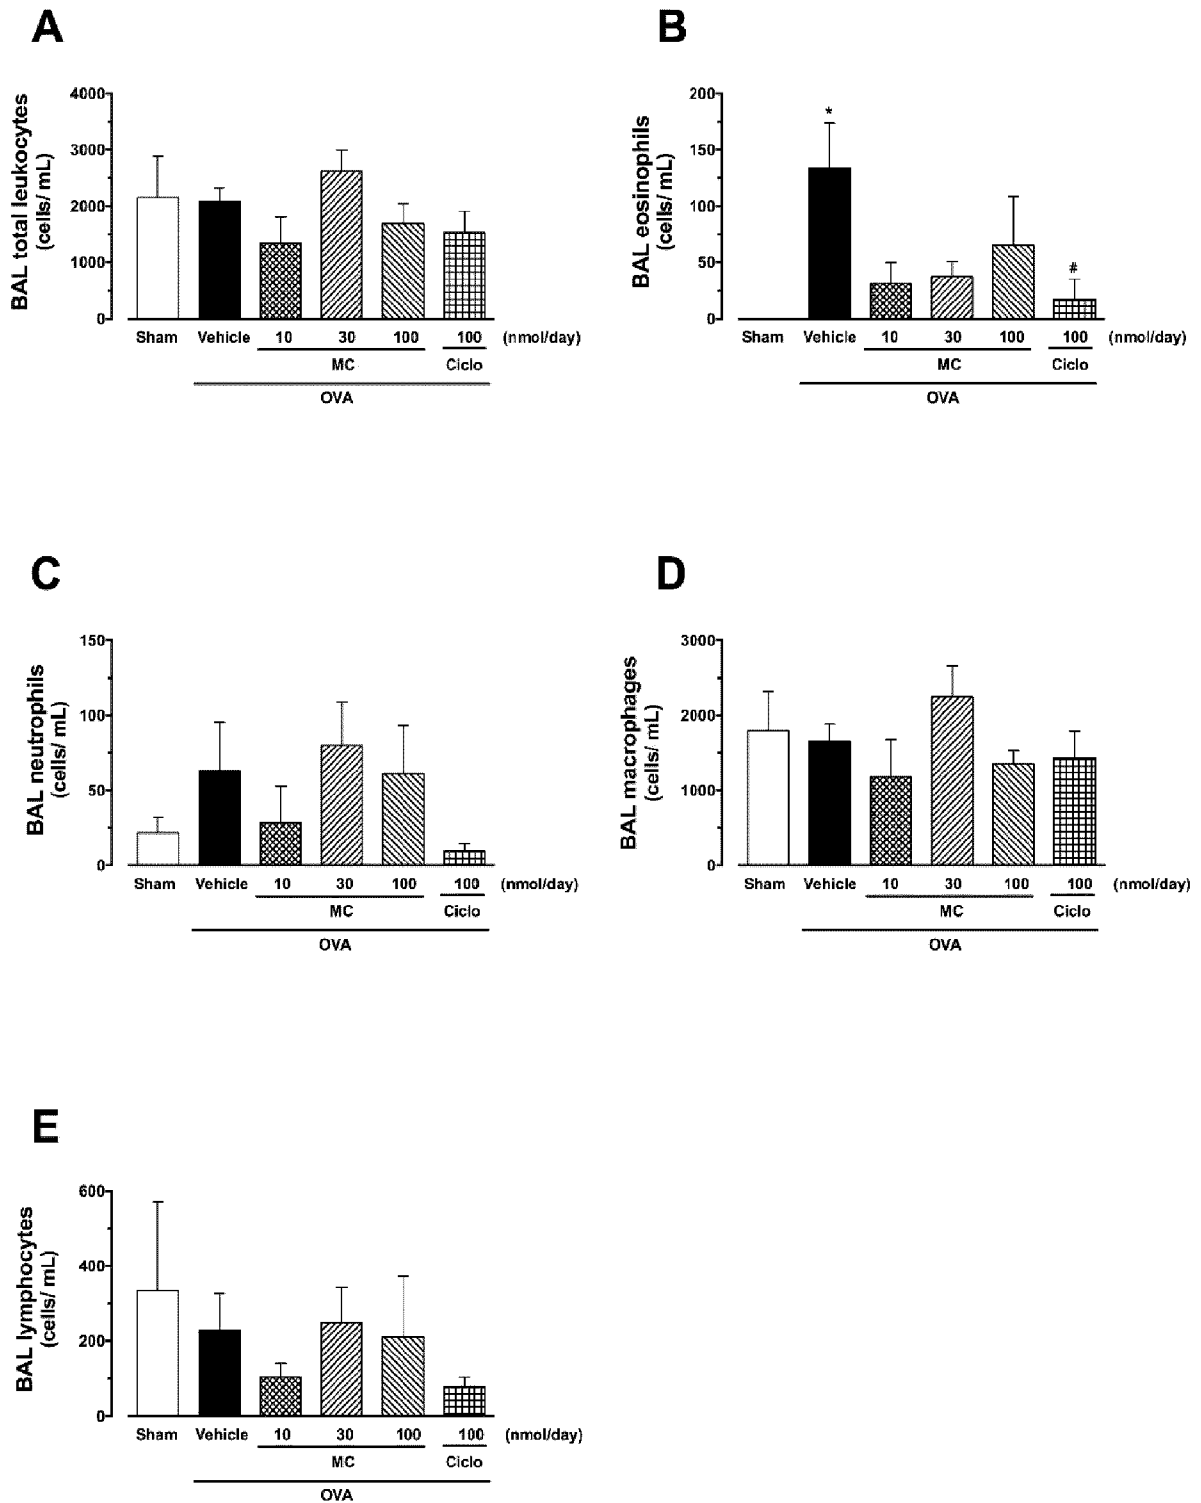 A
BAL total leukocytes
(cells/ mL)
4000
3000
2000
1000
0
Sham Vehicle 10 30 100 100 (nmol/day)
MC Ciclo
OVA
B
BAL eosinophils
(cells/ mL)
200
150
100
50
0
*
#
Sham Vehicle 10 30 100 100 (nmol/day)
MC Ciclo
OVA
C
BAL neutrophils
(cells/ mL)
150
100
50
0
Sham Vehicle 10 30 100 100 (nmol/day)
MC Ciclo
OVA
D
BAL macrophages
(cells/ mL)
3000
2000
1000
0
Sham Vehicle 10 30 100 100 (nmol/day)
MC Ciclo
OVA
E
BAL lymphocytes
(cells/ mL)
600
400
200
0
Sham Vehicle 10 30 100 100 (nmol/day)
MC Ciclo
OVA